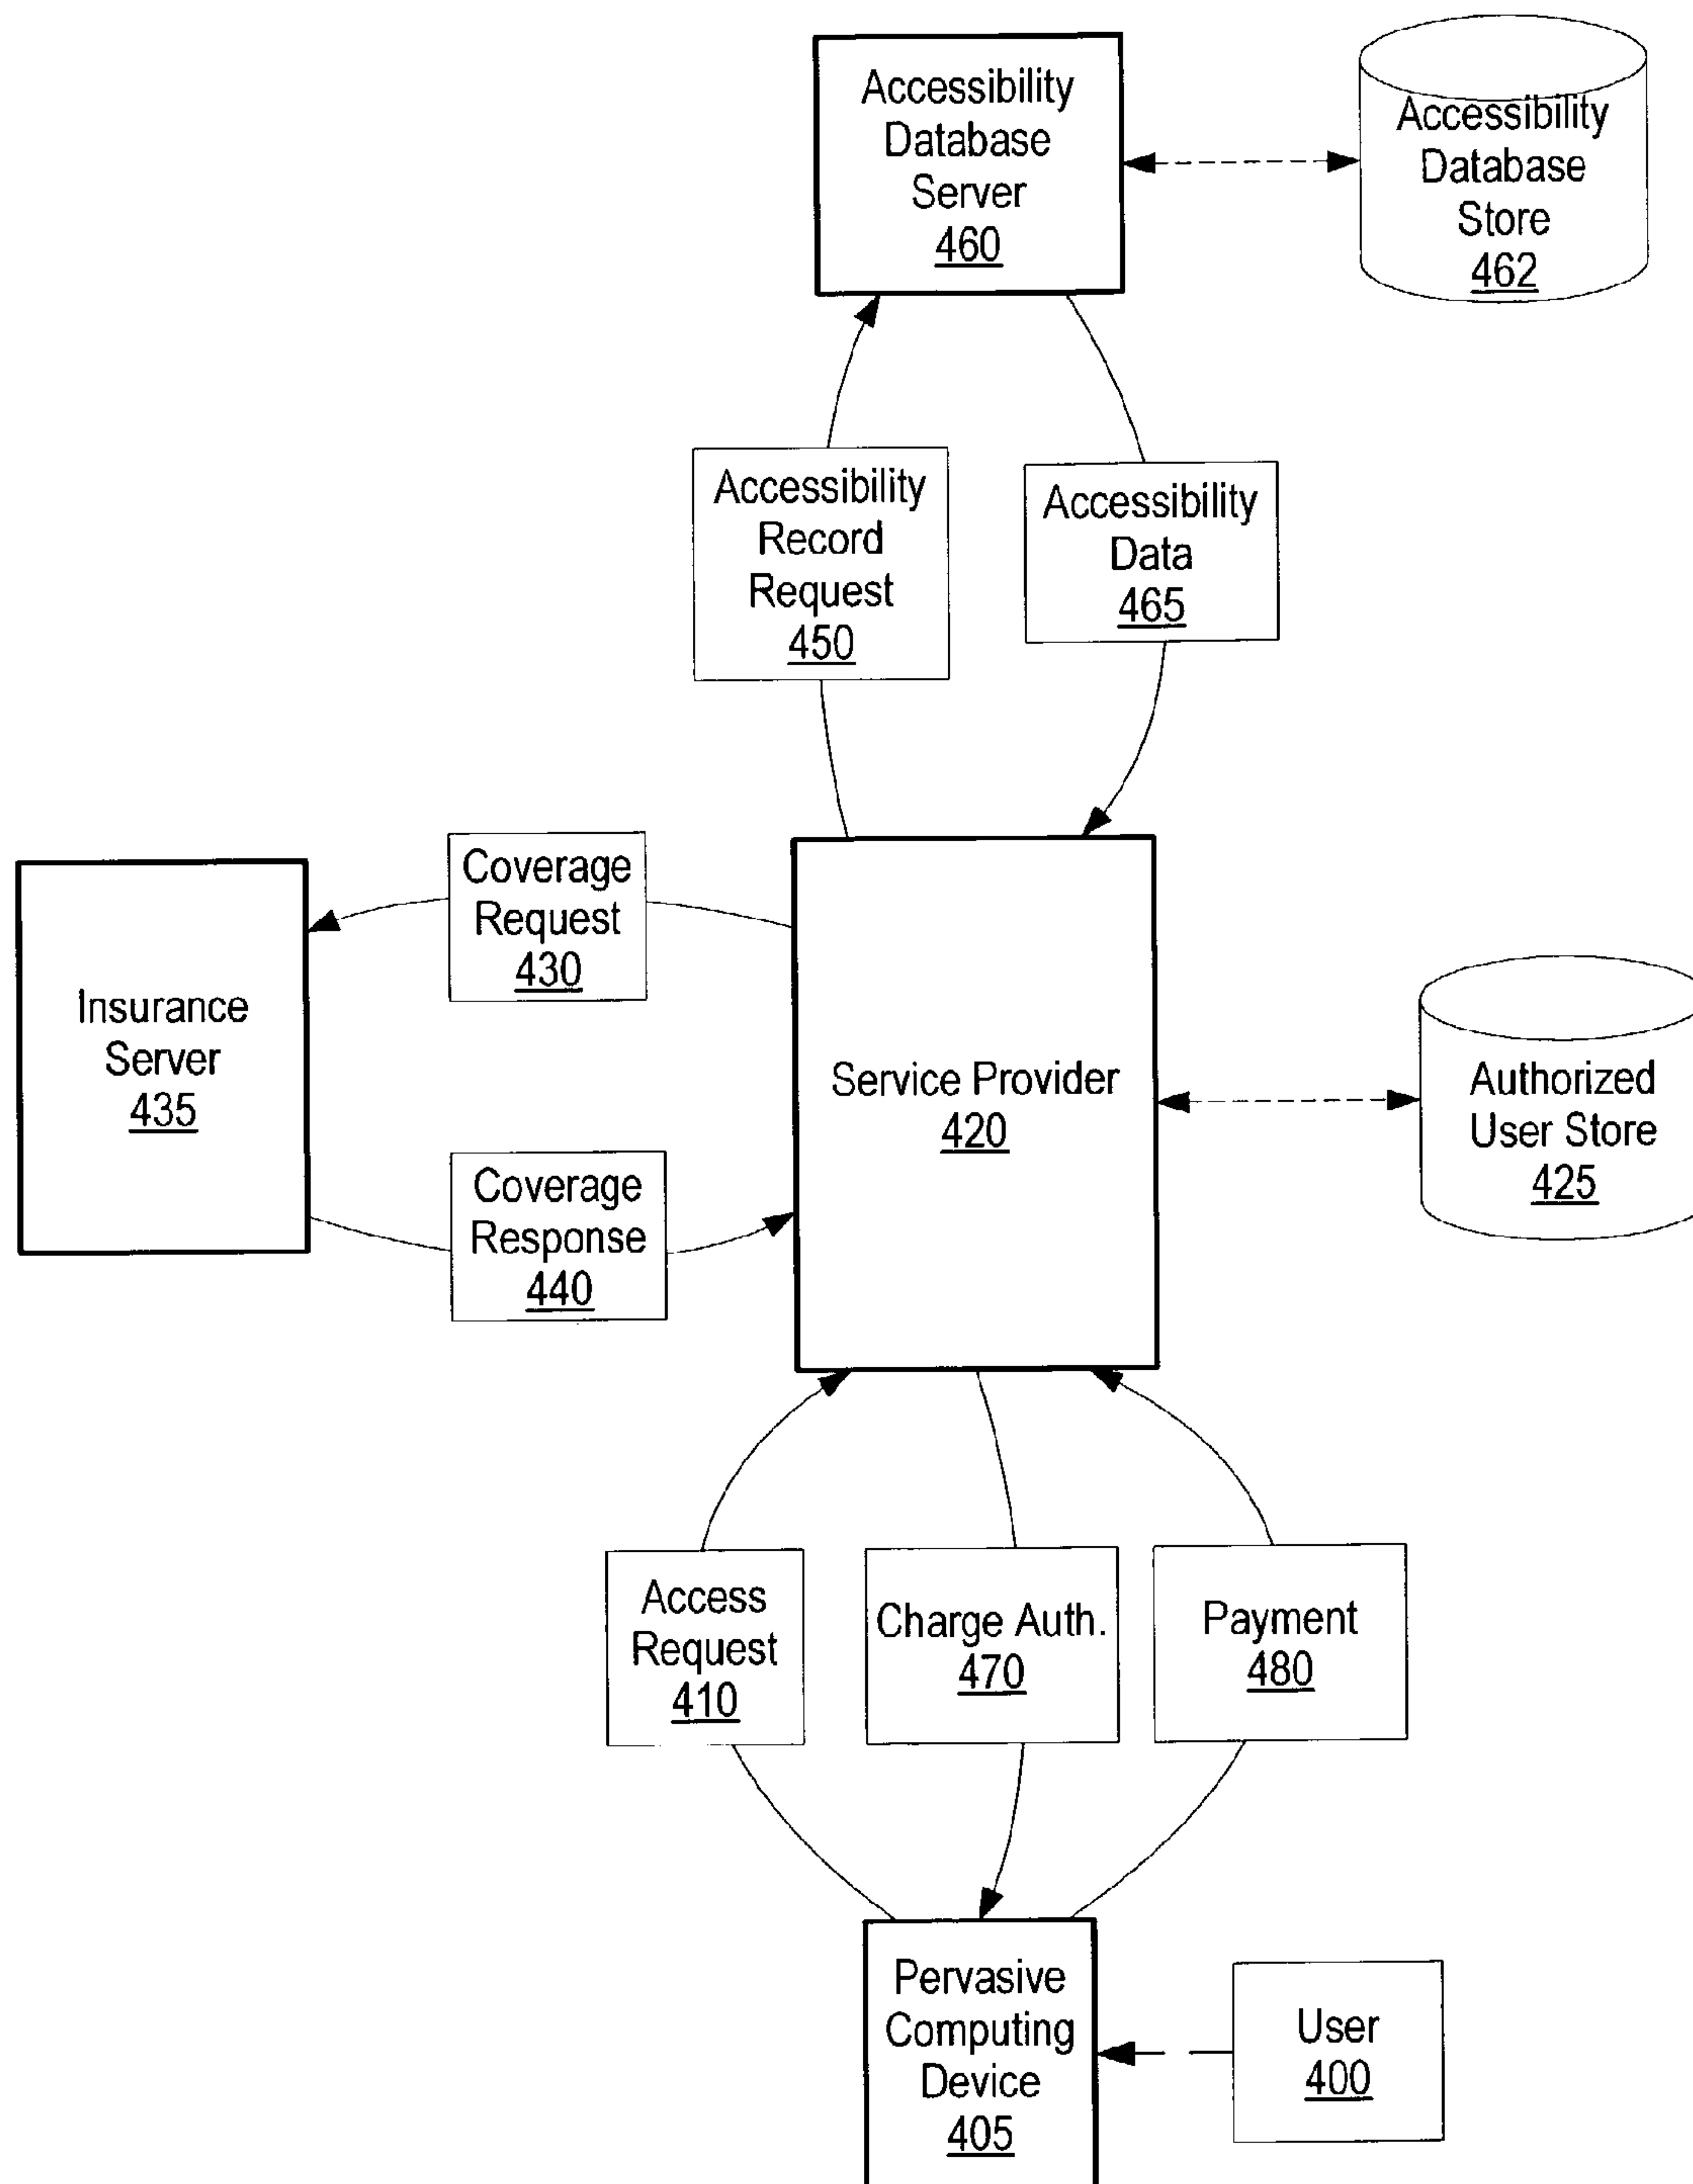 Accessibility
Database
Server
460
Accessibility
Database
Store
462
Accessibility
Record
Request
450
Accessibility
Data
465
Coverage
Request
430
Insurance
Server
435
Service Provider
420
Authorized
User Store
425
Coverage
Response
440
Access
Request
410
Charge Auth.
470
Payment
480
Pervasive
Computing
Device
405
User
400